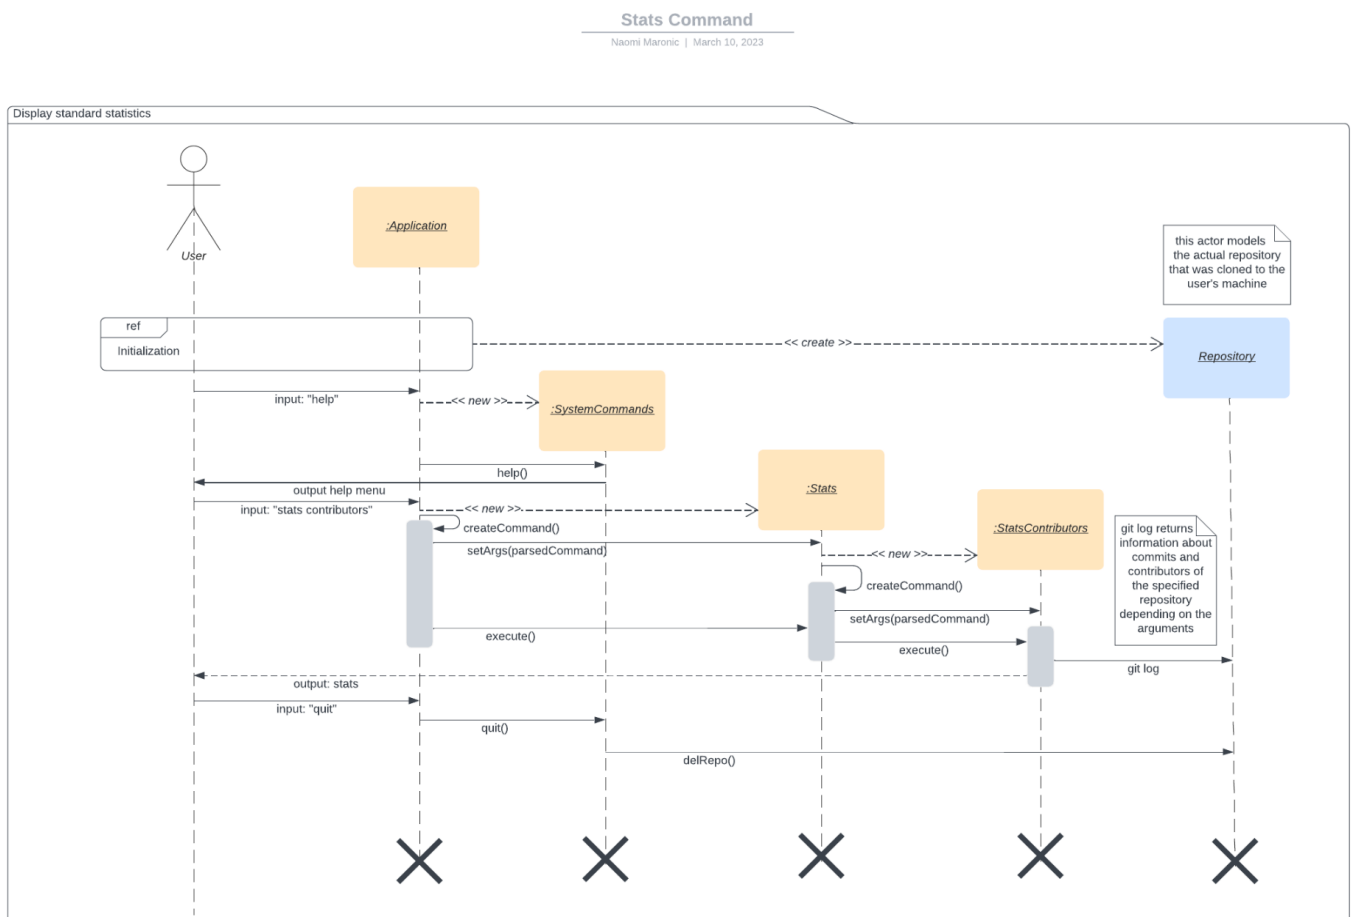 Stats Command
Naomi Maronic | March 10, 2023
Display standard statistics
User
:Application
this actor models
the actual repository
that was cloned to the
user's machine
ref
Initialization
<< create >>
Repository
input: "help"
<< new >>
:SystemCommands
help()
output help menu
:Stats
input: "stats contributors"
<< new >>
createCommand()
:StatsContributors
git log returns
information about
commits and
contributors of
the specified
repository
depending on the
arguments
setArgs(parsedCommand)
<< new >>
createCommand()
setArgs(parsedCommand)
execute()
execute()
git log
output: stats
input: "quit"
quit()
delRepo()